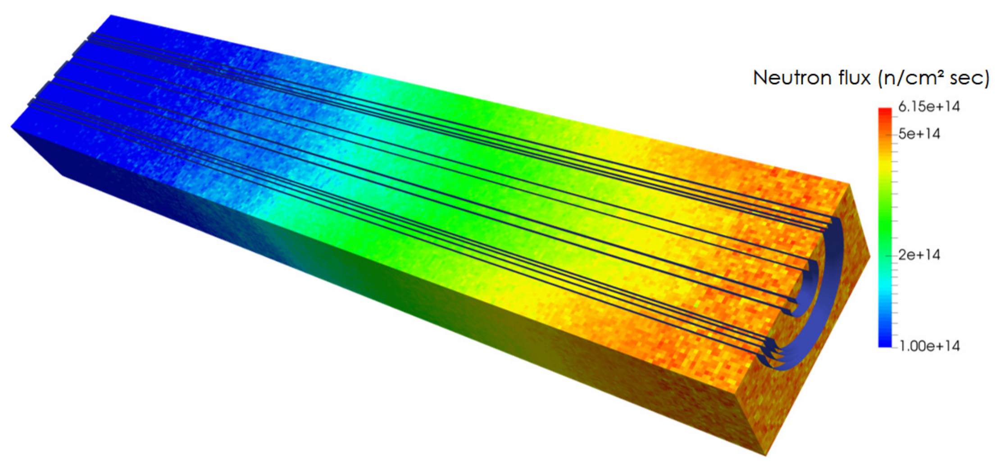 Neutron flux (n/cm² sec)
6.15e+14
5e+14
2e+14
1.00e+14